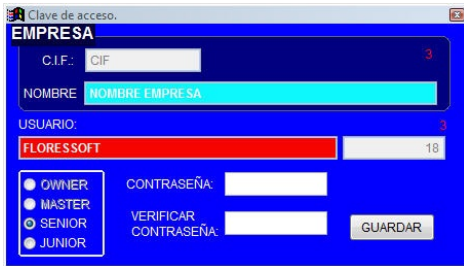 Clave de acceso.
EMPRESA
C.I.F.: CIF 3
NOMBRE NOMBRE EMPRESA
USUARIO: 3
FLORESSOFT 18
OWNER
MASTER
SENIOR
JUNIOR
CONTRASEÑA:
VERIFICAR
CONTRASEÑA:
GUARDAR